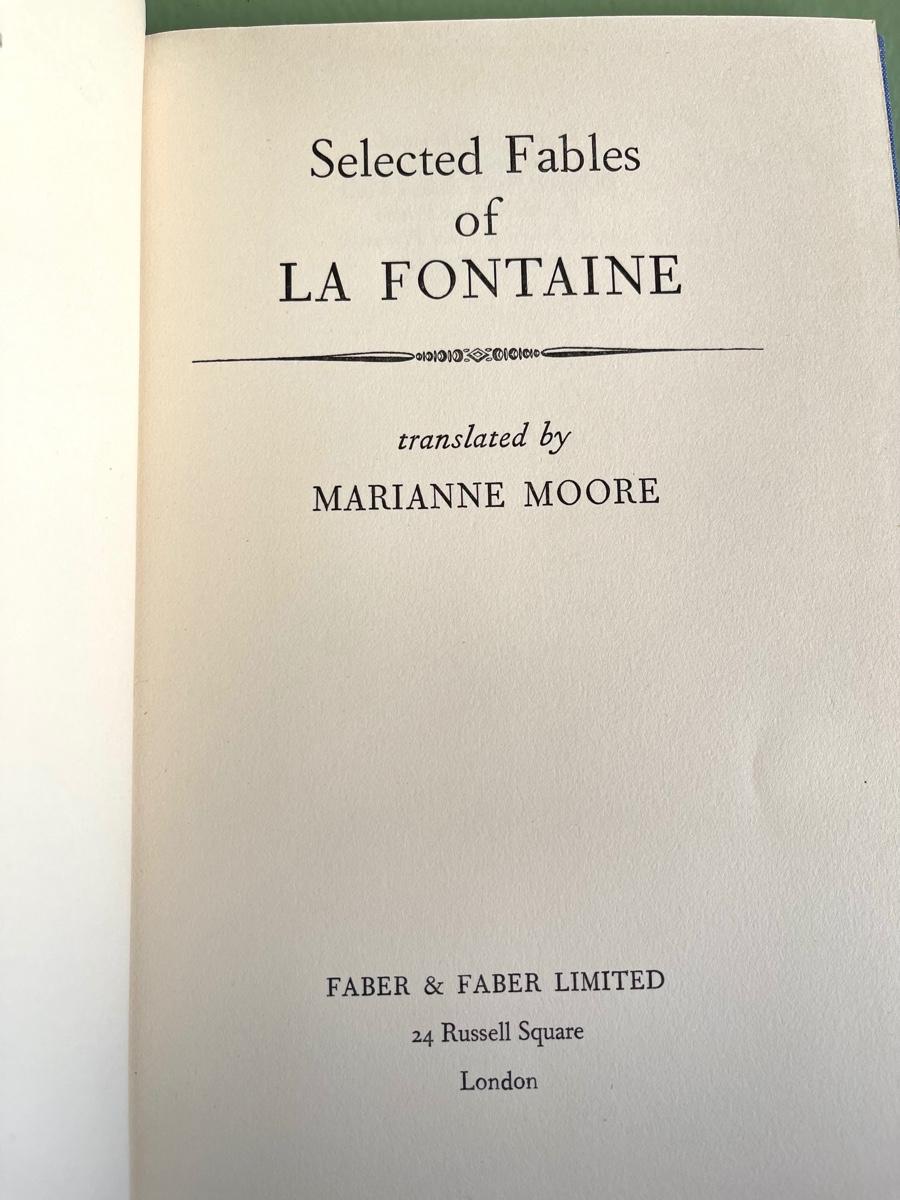 Selected Fables
of
LA FONTAINE
translated by
MARIANNE MOORE
FABER & FABER LIMITED
24 Russell Square
London